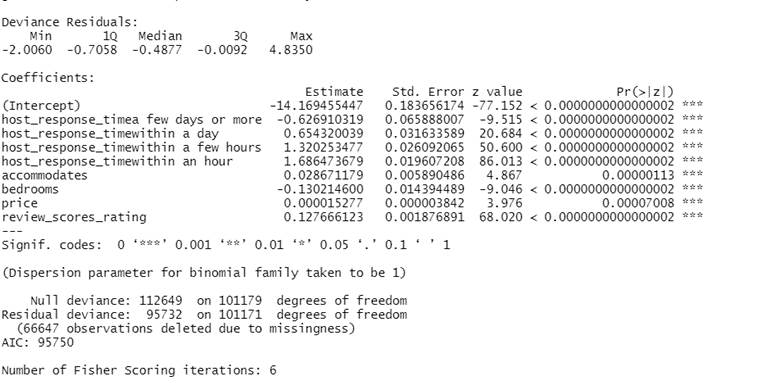 Deviance Residuals:
Min 1Q Median 3Q Max
-2.0060 -0.7058 -0.4877 -0.0092 4.8350
Coefficients:
Estimate Std. Error z value Pr(>|z|)
(Intercept) -14.169455447 0.183656174 -77.152 < 0.0000000000000002 ***
host_response_timea few days or more -0.626910319 0.065888007 -9.515 < 0.0000000000000002 ***
host_response_timewithin a day 0.654320039 0.031633589 20.684 < 0.0000000000000002 ***
host_response_timewithin a few hours 1.320253477 0.026092065 50.600 < 0.0000000000000002 ***
host_response_timewithin an hour 1.686473679 0.019607208 86.013 < 0.0000000000000002 ***
accommodates 0.028671179 0.005890486 4.867 0.00000113 ***
bedrooms -0.130214600 0.014394489 -9.046 < 0.0000000000000002 ***
price 0.000015277 0.000003842 3.976 0.00007008 ***
review_scores_rating 0.127666123 0.001876891 68.020 < 0.0000000000000002 ***
---
Signif. codes: 0 ‘***’ 0.001 ‘**’ 0.01 ‘*’ 0.05 ‘.’ 0.1 ‘ ’ 1
(Dispersion parameter for binomial family taken to be 1)
Null deviance: 112649 on 101179 degrees of freedom
Residual deviance: 95732 on 101171 degrees of freedom
(66647 observations deleted due to missingness)
AIC: 95750
Number of Fisher Scoring iterations: 6